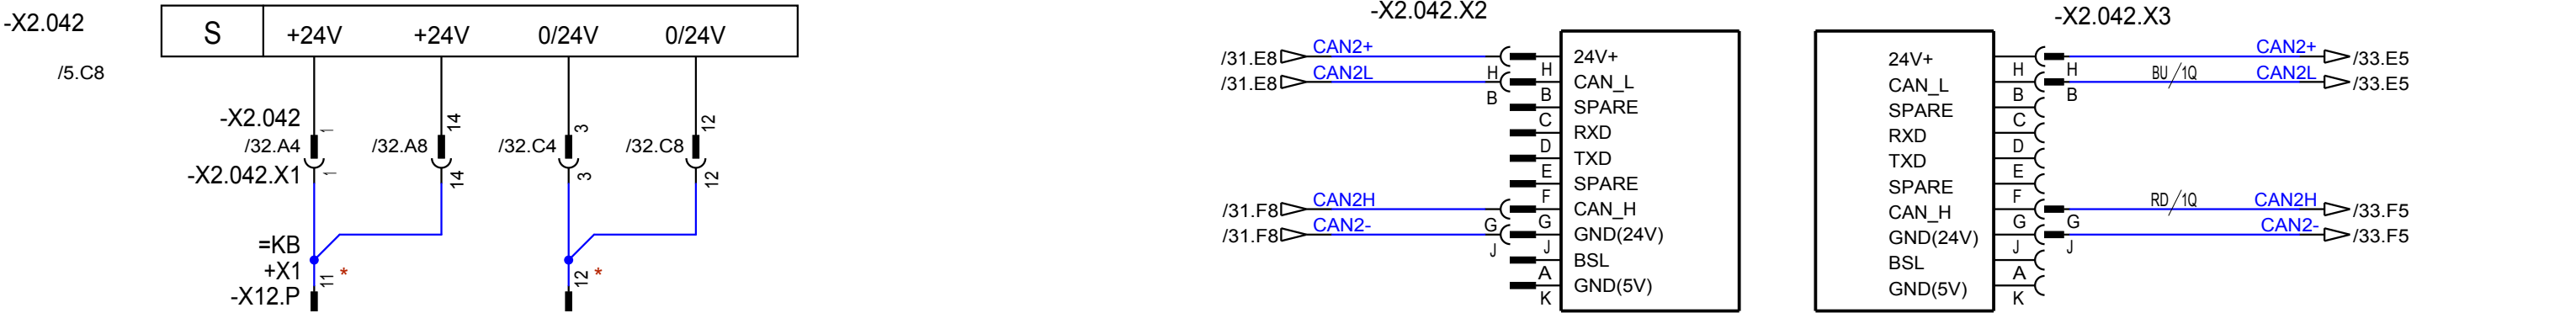 -X2.042
/5.C8
S +24V +24V 0/24V 0/24V
-X2.042
1 14 3 12
/32.A4 /32.A8 /32.C4 /32.C8
-X2.042.X1
1 14 3 12
=KB
+X1
11 * 12 *
-X12.P
-X2.042.X2
/31.E8 CAN2+ H H 24V+
/31.E8 CAN2L B B CAN_L
C SPARE
D RXD
E TXD
F SPARE
/31.F8 CAN2H G G CAN_H
/31.F8 CAN2- J J GND(24V)
A BSL
K GND(5V)
-X2.042.X3
24V+ H H CAN2+ /33.E5
CAN_L B B BU/1Q CAN2L /33.E5
SPARE C
RXD D
TXD E
SPARE F
CAN_H G G RD/1Q CAN2H /33.F5
GND(24V) J J CAN2- /33.F5
BSL A
GND(5V) K